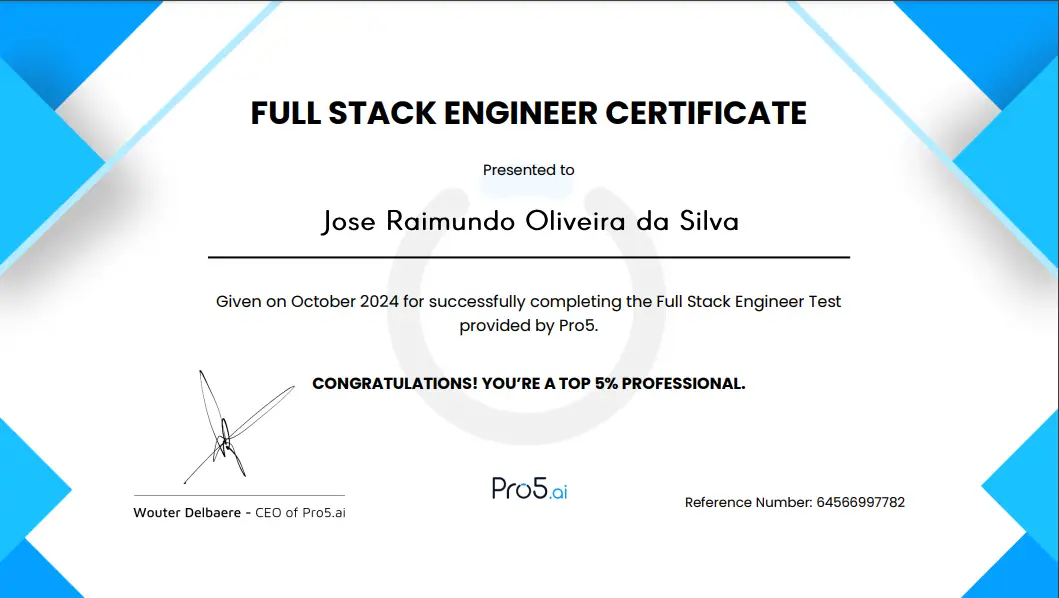 FULL STACK ENGINEER CERTIFICATE
Presented to
Jose Raimundo Oliveira da Silva
Given on October 2024 for successfully completing the Full Stack Engineer Test
provided by Pro5.
CONGRATULATIONS! YOU’RE A TOP 5% PROFESSIONAL.
Pro5.ai
Reference Number: 64566997782
Wouter Delbaere - CEO of Pro5.ai